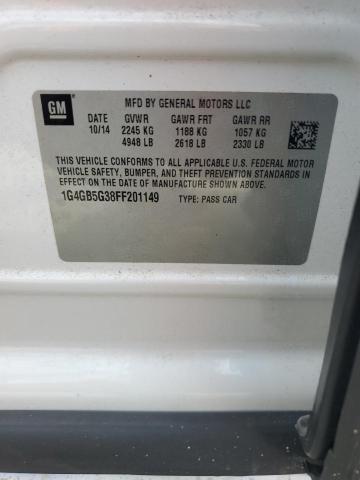 GM
MFD BY GENERAL MOTORS LLC
DATE GVWR GAWR FRT GAWR RR
10/14 2245 KG 1188 KG 1057 KG
4948 LB 2618 LB 2330 LB
THIS VEHICLE CONFORMS TO ALL APPLICABLE U.S. FEDERAL MOTOR
VEHICLE SAFETY, BUMPER, AND THEFT PREVENTION STANDARDS
IN EFFECT ON THE DATE OF MANUFACTURE SHOWN ABOVE.
1G4GB5G38FF201149 TYPE: PASS CAR